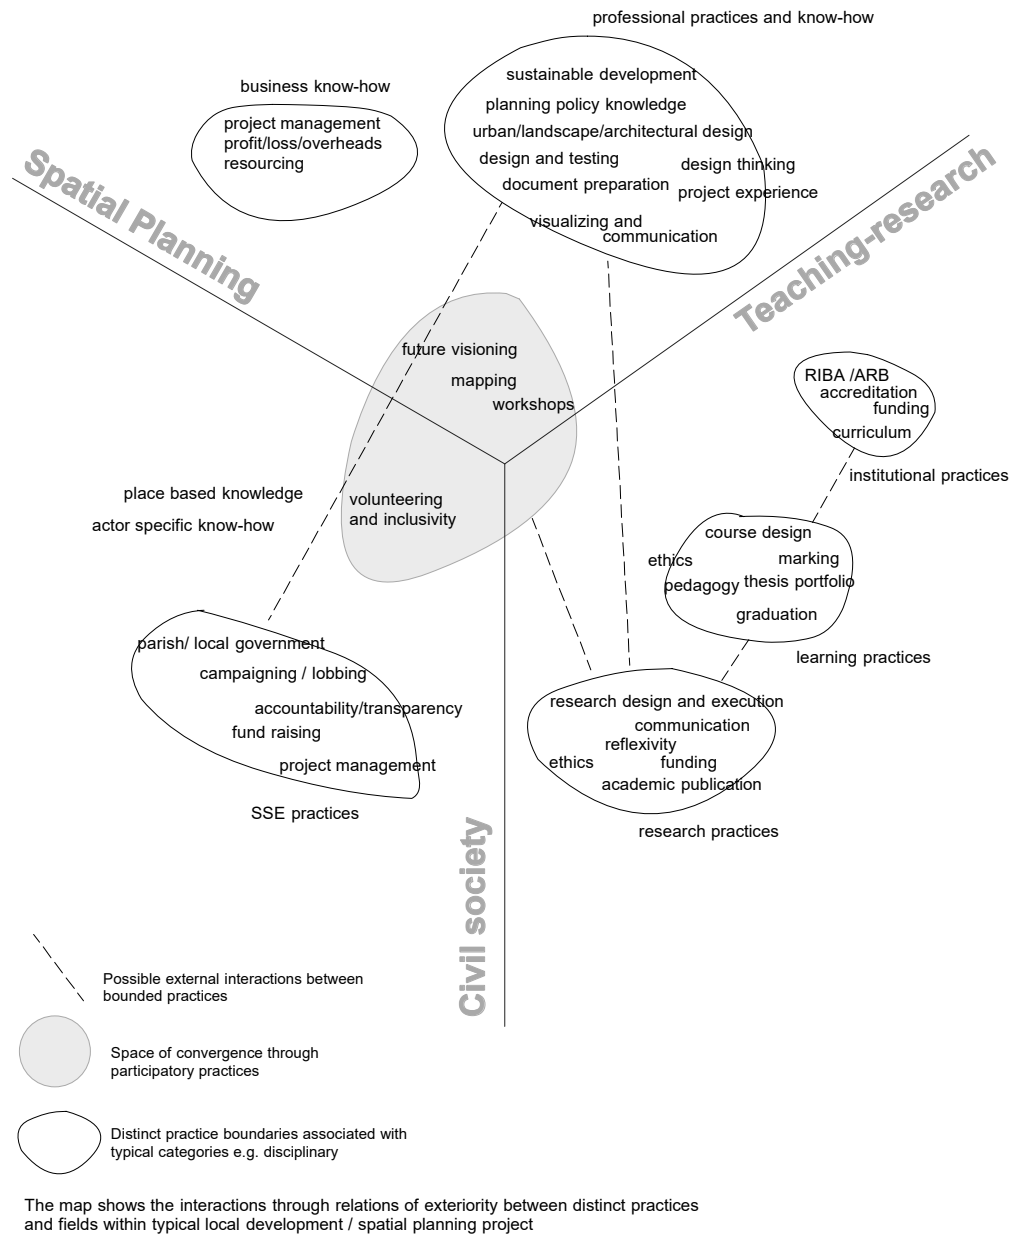 professional practices and know-how
sustainable development
planning policy knowledge
urban/landscape/architectural design
design and testing
design thinking
document preparation
project experience
visualizing and
communication
business know-how
project management
profit/loss/overheads
resourcing
Spatial Planning
Teaching-research
future visioning
mapping
workshops
volunteering
and inclusivity
RIBA /ARB
accreditation
funding
curriculum
institutional practices
place based knowledge
actor specific know-how
course design
ethics
marking
pedagogy
thesis portfolio
graduation
learning practices
parish/ local government
campaigning / lobbing
accountability/transparency
fund raising
project management
SSE practices
research design and execution
communication
reflexivity
ethics
funding
academic publication
research practices
Civil society
Possible external interactions between
bounded practices
Space of convergence through
participatory practices
Distinct practice boundaries associated with
typical categories e.g. disciplinary
The map shows the interactions through relations of exteriority between distinct practices
and fields within typical local development / spatial planning project